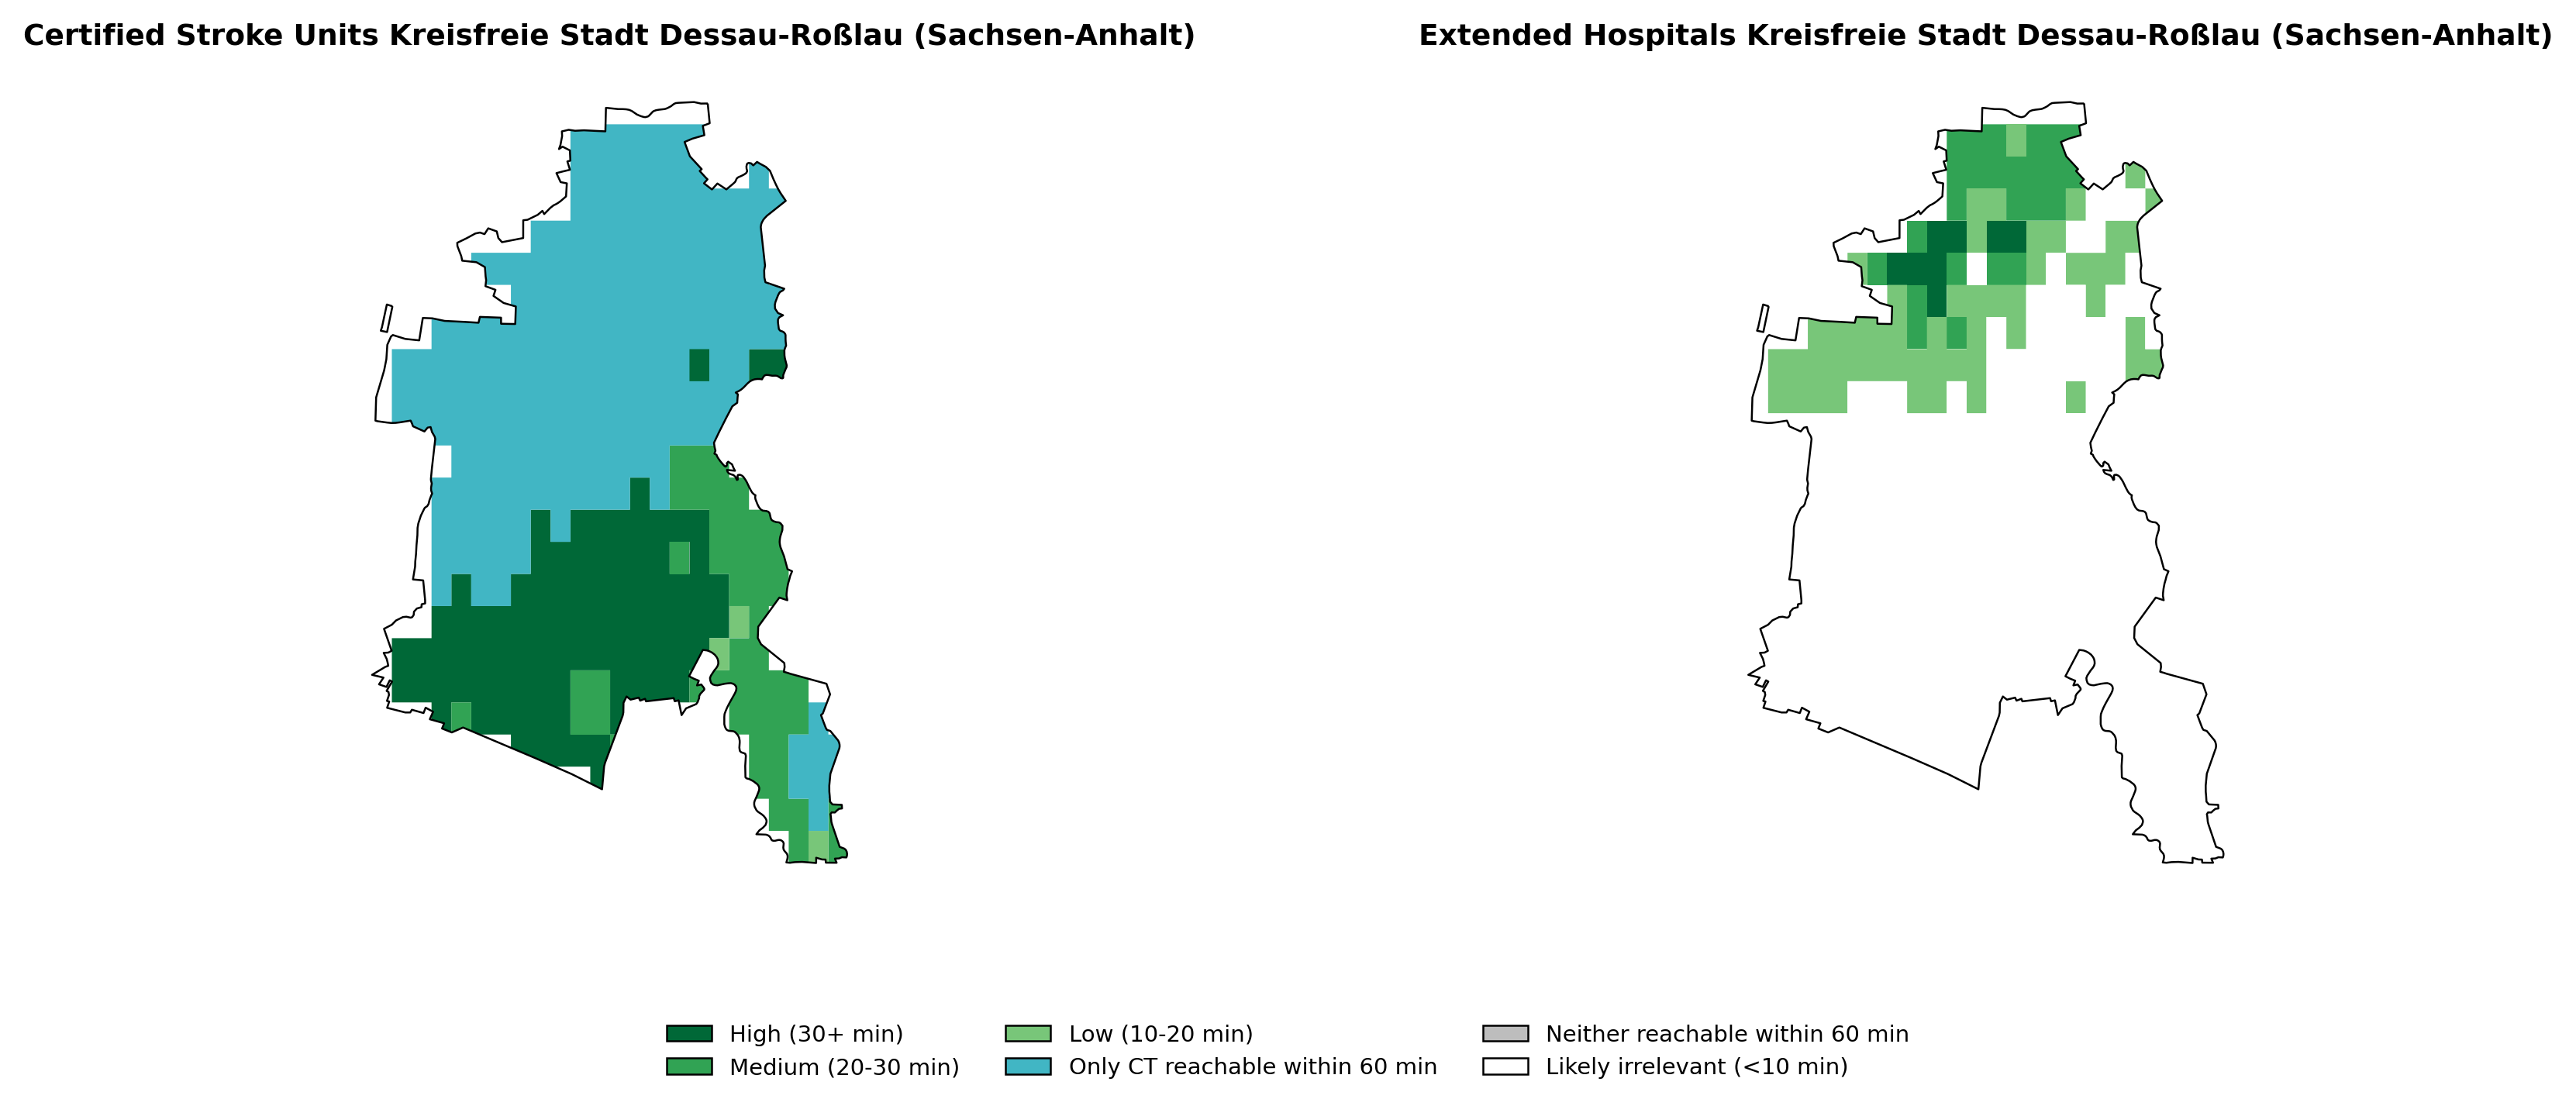 Certified Stroke Units Kreisfreie Stadt Dessau-Roßlau (Sachsen-Anhalt)
Extended Hospitals Kreisfreie Stadt Dessau-Roßlau (Sachsen-Anhalt)
High (30+ min)
Medium (20-30 min)
Low (10-20 min)
Only CT reachable within 60 min
Neither reachable within 60 min
Likely irrelevant (<10 min)